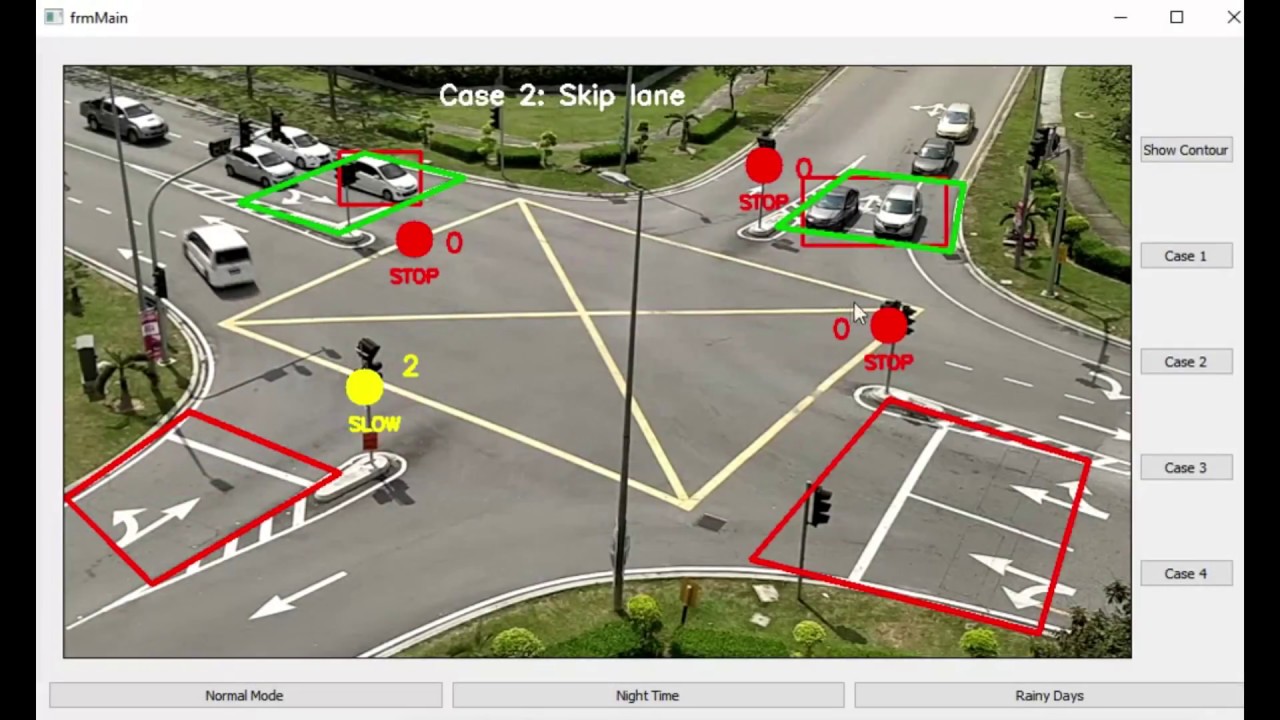 frmMain
Case 2: Skip lane
Show Contour
0
STOP
0
STOP
Case 1
0
STOP
2
SLOW
Case 2
Case 3
Case 4
Normal Mode
Night Time
Rainy Days